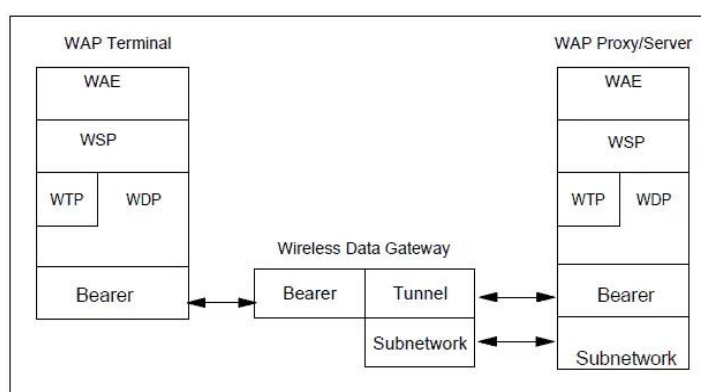 WAP Terminal
WAE
WSP
WTP WDP
Bearer
Wireless Data Gateway
Bearer Tunnel
Subnetwork
WAP Proxy/Server
WAE
WSP
WTP WDP
Bearer
Subnetwork